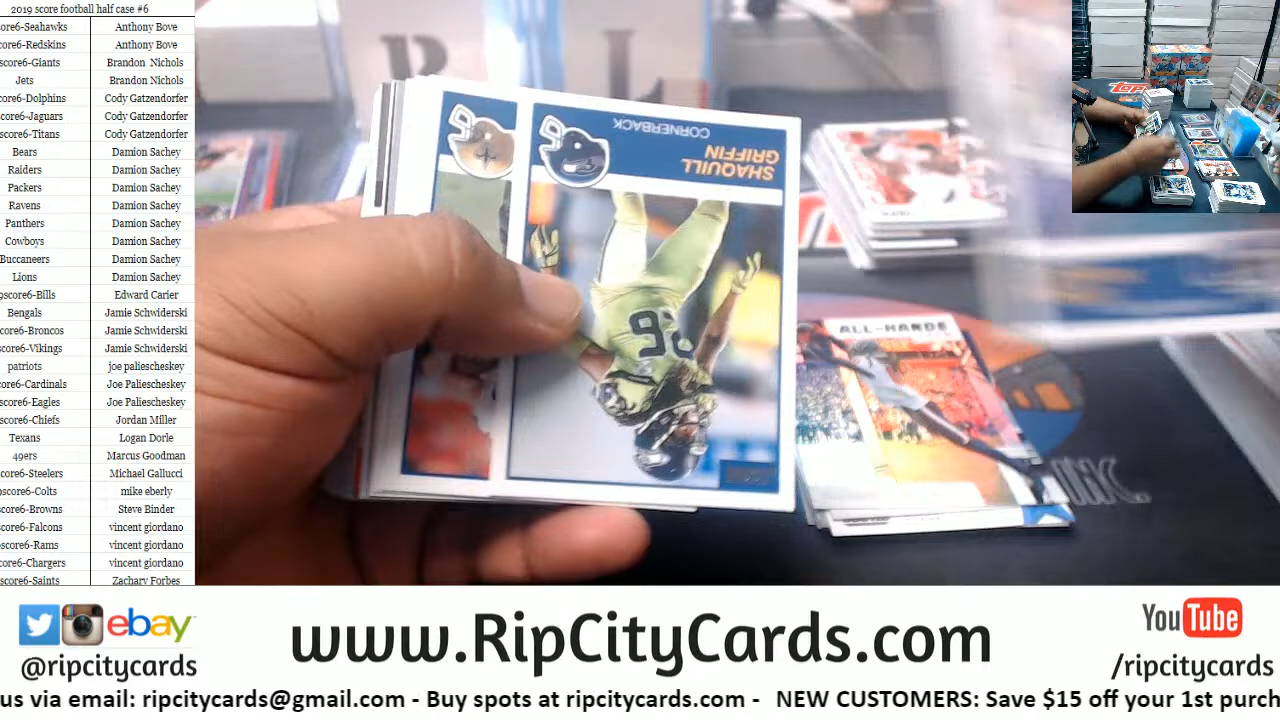 2019 score football half case #6
core6-Seahawks Anthony Bove
core6-Redskins Anthony Bove
score6-Giants Brandon Nichols
Jets Brandon Nichols
core6-Dolphins Cody Gatzendorfer
core6-Jaguars Cody Gatzendorfer
score6-Titans Cody Gatzendorfer
Bears Damion Sachey
Raiders Damion Sachey
Packers Damion Sachey
Ravens Damion Sachey
Panthers Damion Sachey
Cowboys Damion Sachey
Buccaneers Damion Sachey
Lions Damion Sachey
9score6-Bills Edward Carier
Bengals Jamie Schwiderski
core6-Broncos Jamie Schwiderski
core6-Vikings Jamie Schwiderski
patriots joe paliescheskey
core6-Cardinals Joe Paliescheskey
core6-Eagles Joe Paliescheskey
score6-Chiefs Jordan Miller
Texans Logan Dorle
49ers Marcus Goodman
core6-Steelers Michael Gallucci
9score6-Colts mike eberly
score6-Browns Steve Binder
score6-Falcons vincent giordano
score6-Rams vincent giordano
core6-Chargers vincent giordano
score6-Saints Zachary Forbes
CORNERBACK
SHAQUILL
GRIFFIN
26
ALL-HANDS
TOPPS
ebay
@ripcitycards
www.RipCityCards.com
YouTube
/ripcitycards
us via email: ripcitycards@gmail.com - Buy spots at ripcitycards.com - NEW CUSTOMERS: Save $15 off your 1st purch